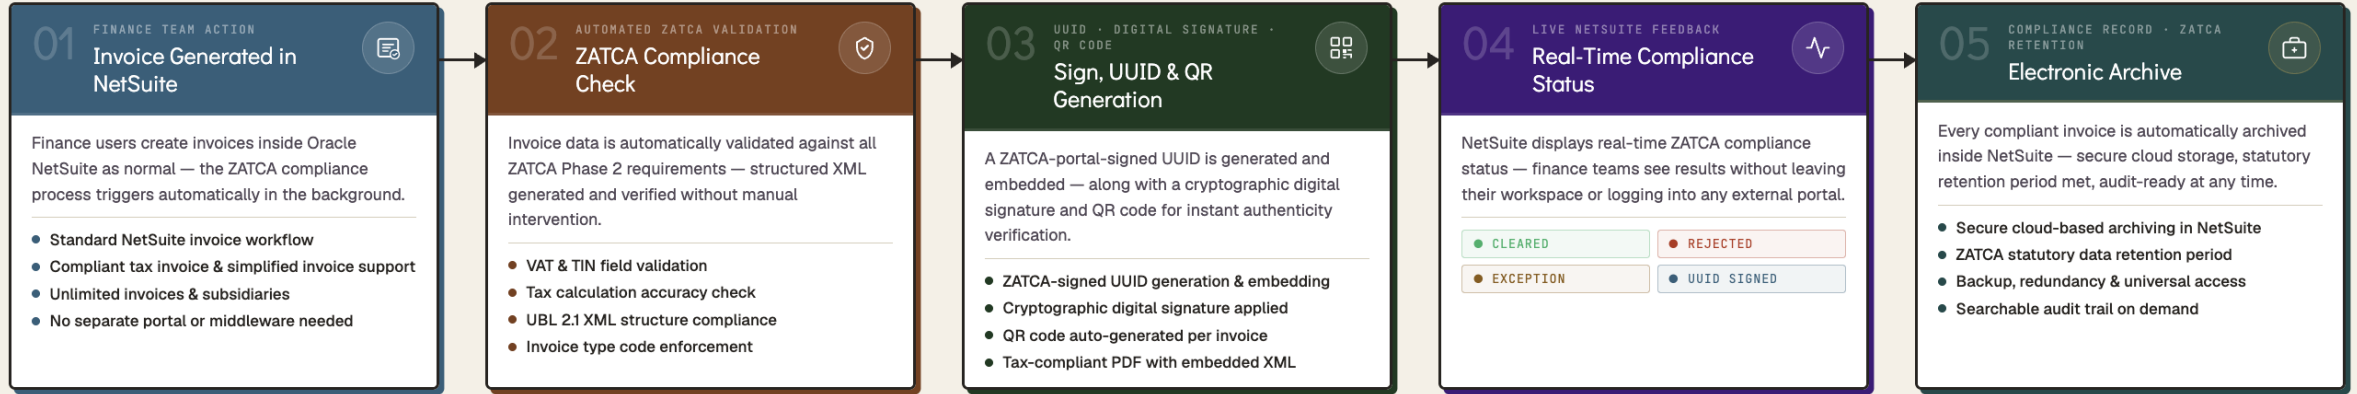 01
FINANCE TEAM ACTION
Invoice Generated in
NetSuite
Finance users create invoices inside Oracle
NetSuite as normal — the ZATCA compliance
process triggers automatically in the background.
Standard NetSuite invoice workflow
Compliant tax invoice & simplified invoice support
Unlimited invoices & subsidiaries
No separate portal or middleware needed
02
AUTOMATED ZATCA VALIDATION
ZATCA Compliance
Check
Invoice data is automatically validated against all
ZATCA Phase 2 requirements — structured XML
generated and verified without manual
intervention.
VAT & TIN field validation
Tax calculation accuracy check
UBL 2.1 XML structure compliance
Invoice type code enforcement
03
UUID · DIGITAL SIGNATURE ·
QR CODE
Sign, UUID & QR
Generation
A ZATCA-portal-signed UUID is generated and
embedded — along with a cryptographic digital
signature and QR code for instant authenticity
verification.
ZATCA-signed UUID generation & embedding
Cryptographic digital signature applied
QR code auto-generated per invoice
Tax-compliant PDF with embedded XML
04
LIVE NETSUITE FEEDBACK
Real-Time Compliance
Status
NetSuite displays real-time ZATCA compliance
status — finance teams see results without leaving
their workspace or logging into any external portal.
CLEARED
REJECTED
EXCEPTION
UUID SIGNED
05
COMPLIANCE RECORD · ZATCA
RETENTION
Electronic Archive
Every compliant invoice is automatically archived
inside NetSuite — secure cloud storage, statutory
retention period met, audit-ready at any time.
Secure cloud-based archiving in NetSuite
ZATCA statutory data retention period
Backup, redundancy & universal access
Searchable audit trail on demand